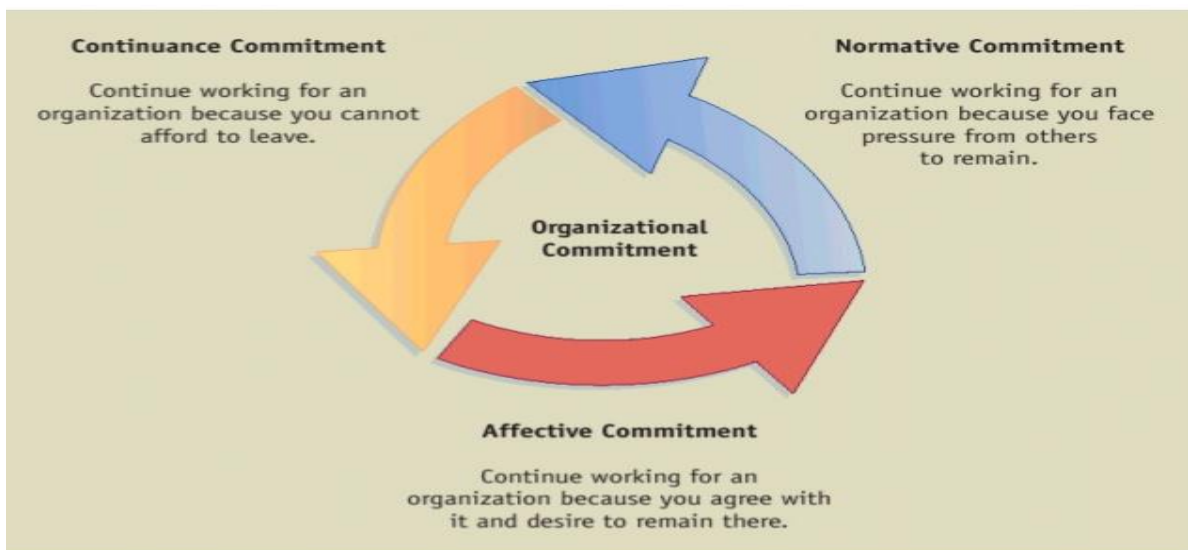 Continuance Commitment
Continue working for an
organization because you cannot
afford to leave.
Normative Commitment
Continue working for an
organization because you face
pressure from others
to remain.
Organizational
Commitment
Affective Commitment
Continue working for an
organization because you agree with
it and desire to remain there.